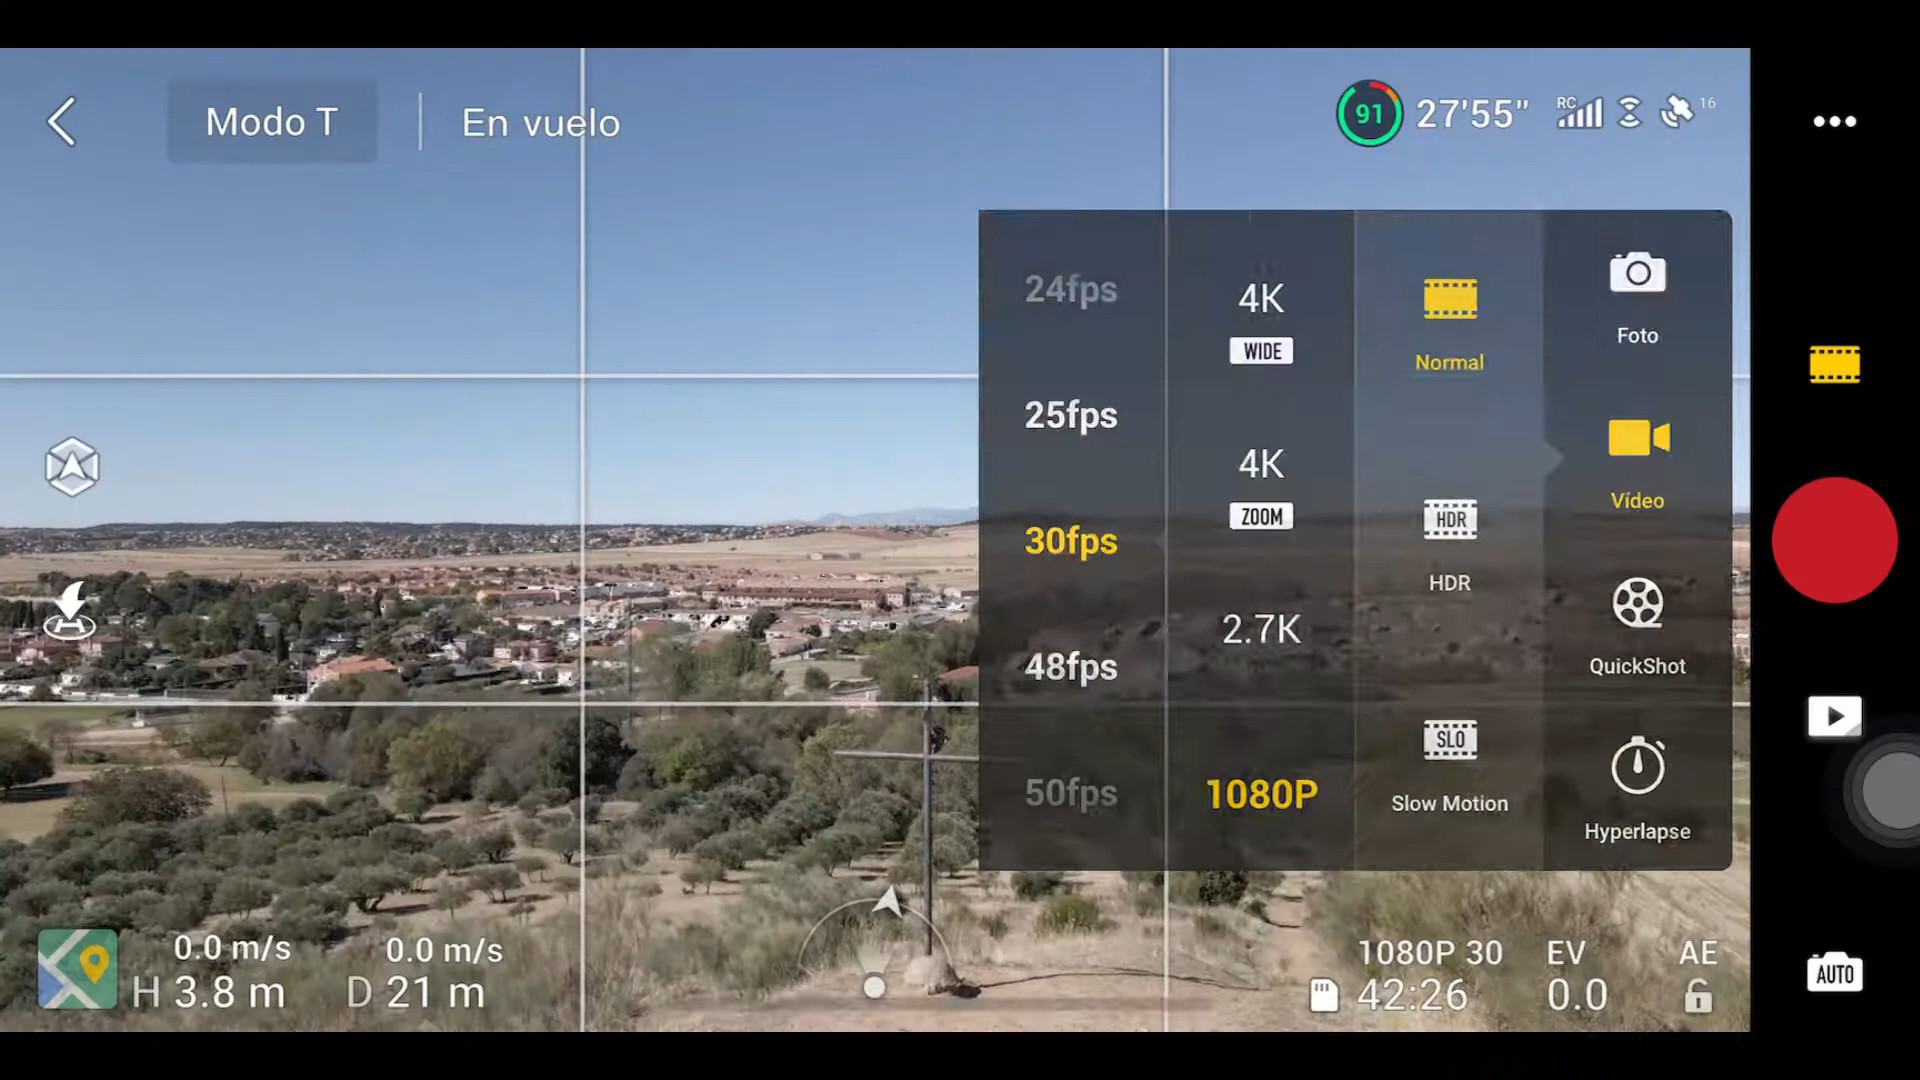 Modo T
En vuelo
91
27'55"
RC
16
24fps
25fps
30fps
48fps
50fps
4K
WIDE
4K
ZOOM
2.7K
1080P
Normal
HDR
HDR
SLO
Slow Motion
Foto
Vídeo
QuickShot
Hyperlapse
0.0 m/s
0.0 m/s
H 3.8 m
D 21 m
1080P 30
42:26
EV
0.0
AE
AUTO